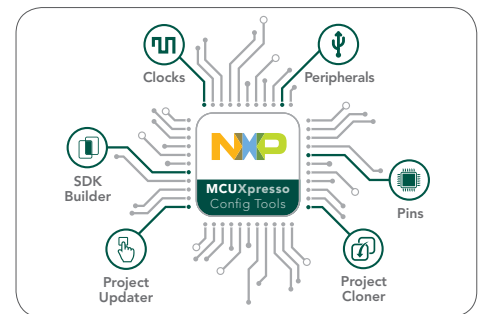 Clocks
Peripherals
NXP
MCUXpresso
Config Tools
SDK
Builder
Pins
Project
Updater
Project
Cloner